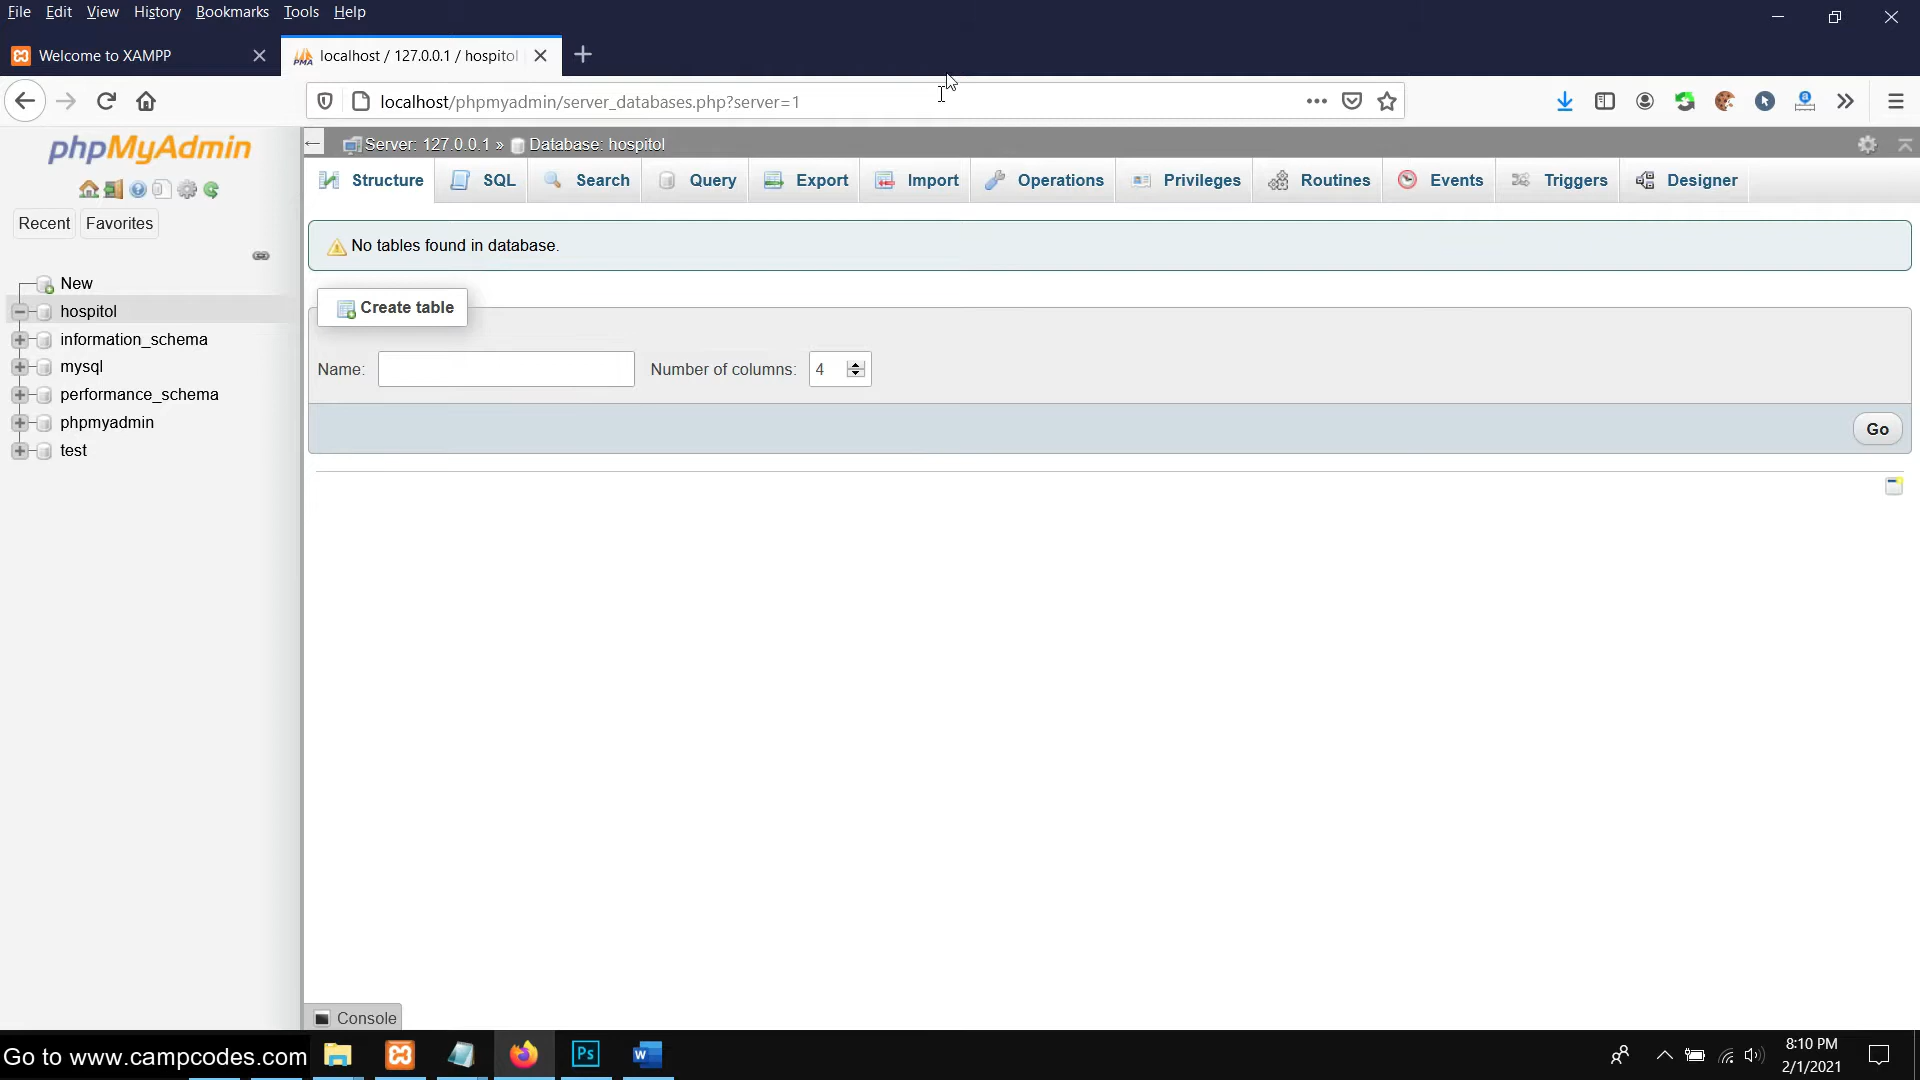 File Edit View History Bookmarks Tools Help
Welcome to XAMPP
localhost / 127.0.0.1 / hospitol
localhost/phpmyadmin/server_databases.php?server=1
phpMyAdmin
Recent Favorites
New
hospitol
information_schema
mysql
performance_schema
phpmyadmin
test
Server: 127.0.0.1 » Database: hospitol
Structure SQL Search Query Export Import Operations Privileges Routines Events Triggers Designer
No tables found in database.
Create table
Name: Number of columns: 4
Go
Console
Go to www.campcodes.com
Ps
W
8:10 PM
2/1/2021